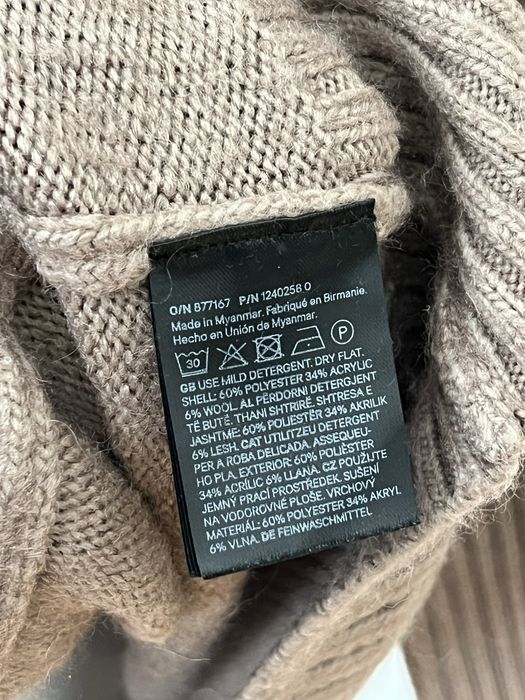 O/N 877167 P/N 1240258 0
Made in Myanmar. Fabriqué en Birmanie.
Hecho en Unión de Myanmar.
30 P
GB USE MILD DETERGENT. DRY FLAT.
SHELL: 60% POLYESTER 34% ACRYLIC
6% WOOL. AL PËRDORNI DETERGJENT
TË BUTË. THANI SHTRIRË. SHTRESA E
JASHTME: 60% POLIESTËR 34% AKRILIK
6% LESH. CAT UTILITZEU DETERGENT
PER A ROBA DELICADA. ASSEQUEU-
HO PLA. EXTERIOR: 60% POLIÈSTER
34% ACRÍLIC 6% LLANA. CZ POUŽIJTE
JEMNÝ PRACÍ PROSTŘEDEK. SUŠENÍ
NA VODOROVNÉ PLOŠE. VRCHOVÝ
MATERIÁL: 60% POLYESTER 34% AKRYL
6% VLNA. DE FEINWASCHMITTEL